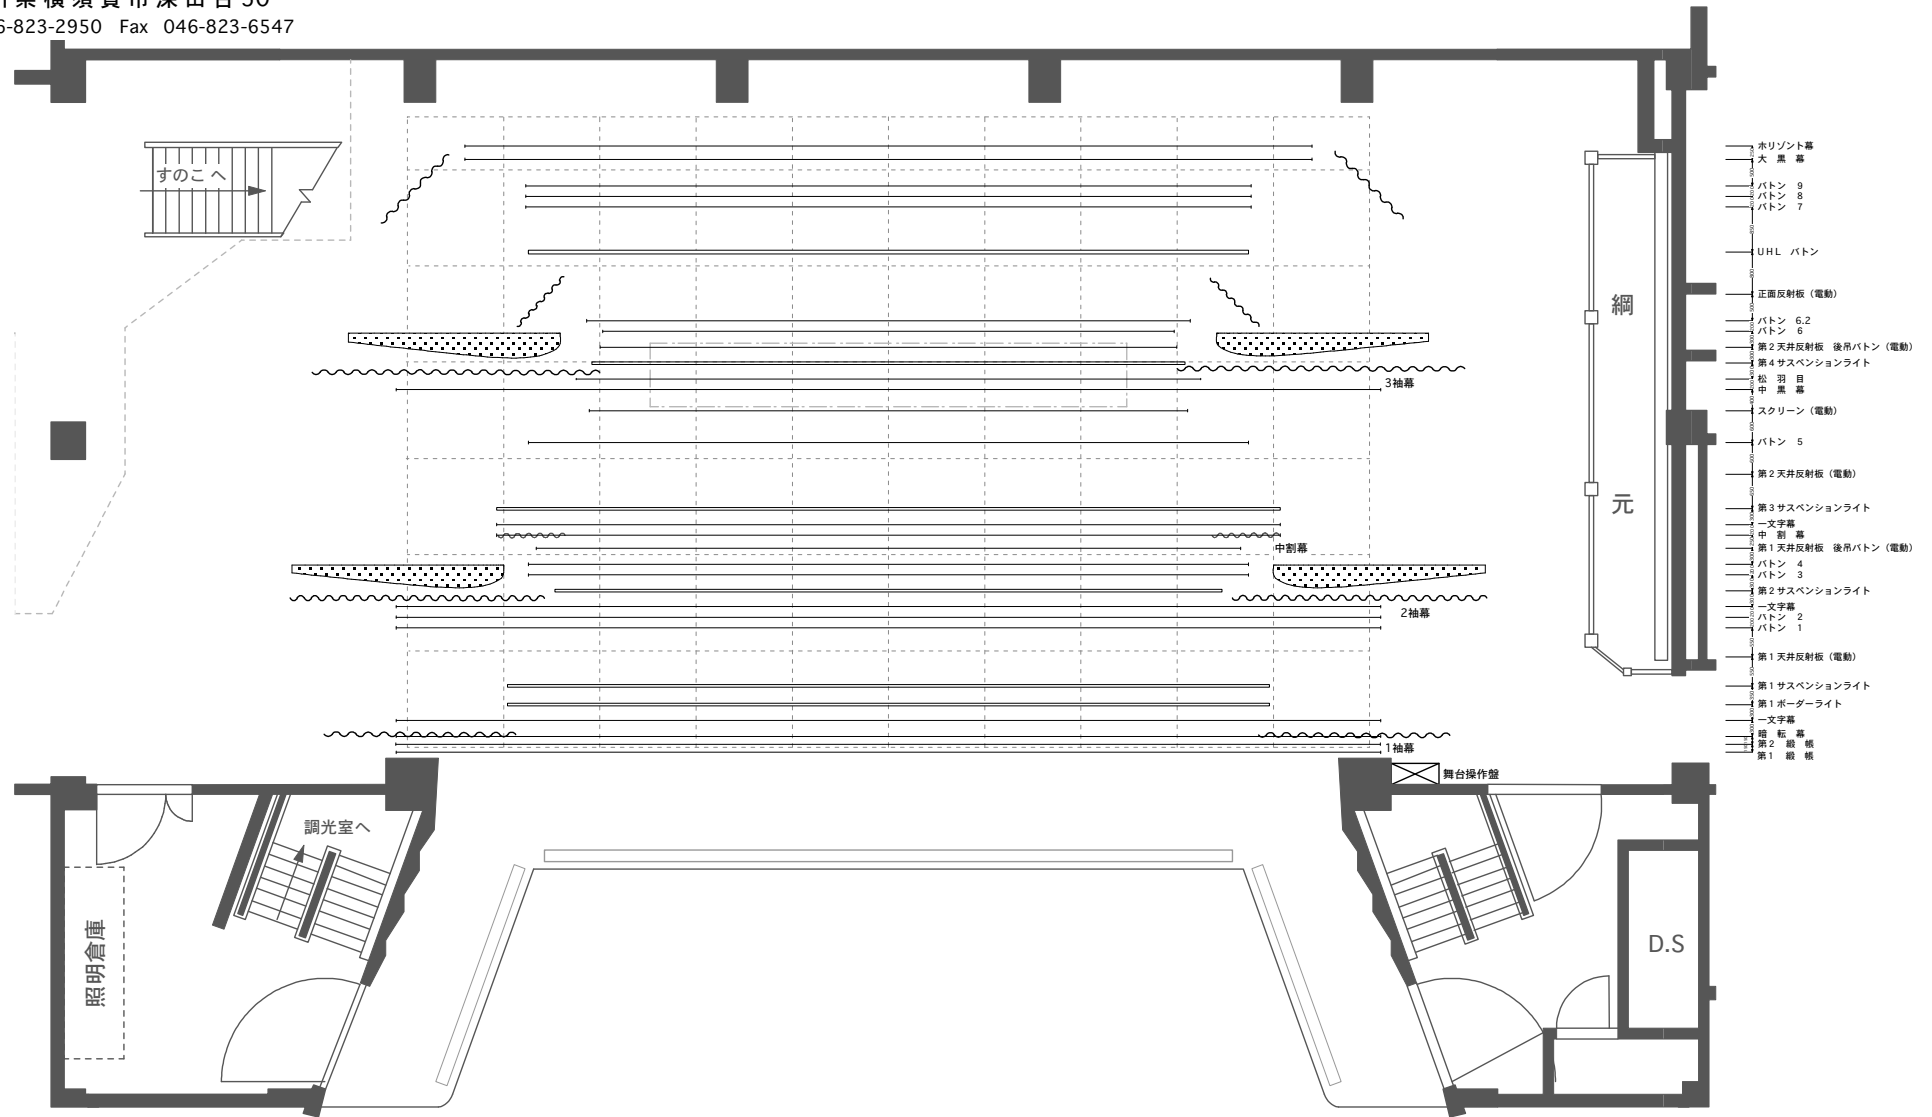 横須賀市深田台50
6-823-2950 Fax 046-823-6547
すのこへ
ホリゾント幕
大 黒 幕
バトン 9
バトン 8
バトン 7
UHL バトン
正面反射板（電動）
バトン 6.2
バトン 6
第2天井反射板 後吊バトン（電動）
第4サスペンションライト
松 羽 目
中 黒 幕
スクリーン（電動）
バトン 5
第2天井反射板（電動）
第3サスペンションライト
一文字幕
中 割 幕
第1天井反射板 後吊バトン（電動）
バトン 4
バトン 3
第2サスペンションライト
一文字幕
バトン 2
バトン 1
第1天井反射板（電動）
第1サスペンションライト
第1ボーダーライト
一文字幕
暗 転 幕
第2 緞 帳
第1 緞 帳
綱
元
3袖幕
中割幕
2袖幕
1袖幕
舞台操作盤
調光室へ
照明倉庫
D.S